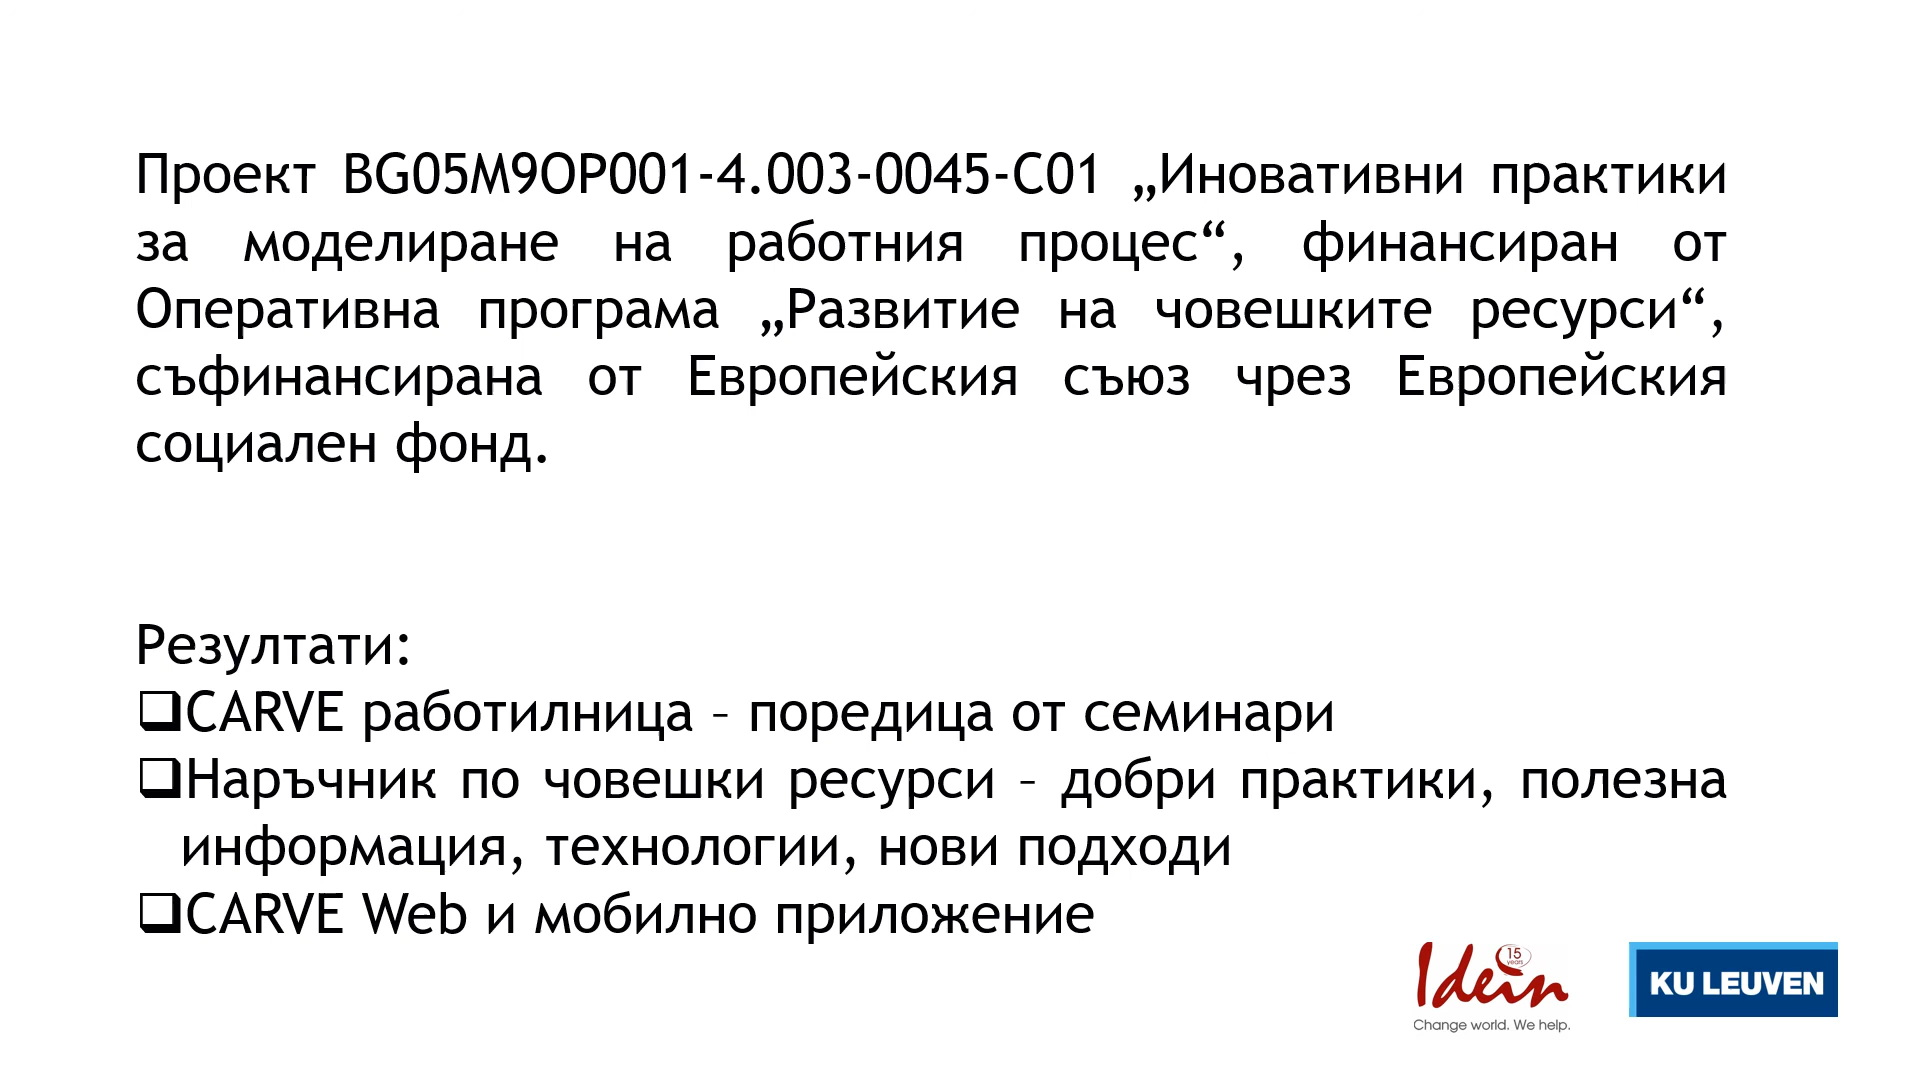 Проект BG05M9OP001-4.003-0045-C01 „Иновативни практики
за моделиране на работния процес“, финансиран от
Оперативна програма „Развитие на човешките ресурси“,
съфинансирана от Европейския съюз чрез Европейския
социален фонд.
Резултати:
❑CARVE работилница – поредица от семинари
❑Наръчник по човешки ресурси – добри практики, полезна
информация, технологии, нови подходи
❑CARVE Web и мобилно приложение
15
years
Idein
Change world. We help.
KU LEUVEN